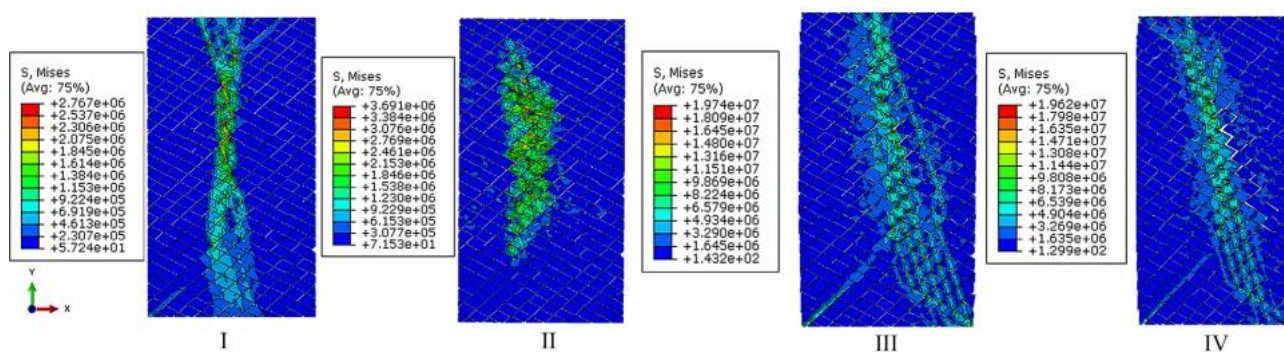 S, Mises
(Avg: 75%)
+2.767e+06
+2.537e+06
+2.306e+06
+2.075e+06
+1.845e+06
+1.614e+06
+1.384e+06
+1.153e+06
+9.224e+05
+6.919e+05
+4.613e+05
+2.307e+05
+5.724e+01
Y
X
I
S, Mises
(Avg: 75%)
+3.691e+06
+3.384e+06
+3.076e+06
+2.769e+06
+2.461e+06
+2.153e+06
+1.846e+06
+1.538e+06
+1.230e+06
+9.229e+05
+6.153e+05
+3.077e+05
+7.153e+01
II
S, Mises
(Avg: 75%)
+1.974e+07
+1.809e+07
+1.645e+07
+1.480e+07
+1.316e+07
+1.151e+07
+9.869e+06
+8.224e+06
+6.579e+06
+4.934e+06
+3.290e+06
+1.645e+06
+1.432e+02
III
S, Mises
(Avg: 75%)
+1.962e+07
+1.798e+07
+1.635e+07
+1.471e+07
+1.308e+07
+1.144e+07
+9.808e+06
+8.173e+06
+6.539e+06
+4.904e+06
+3.269e+06
+1.635e+06
+1.299e+02
IV